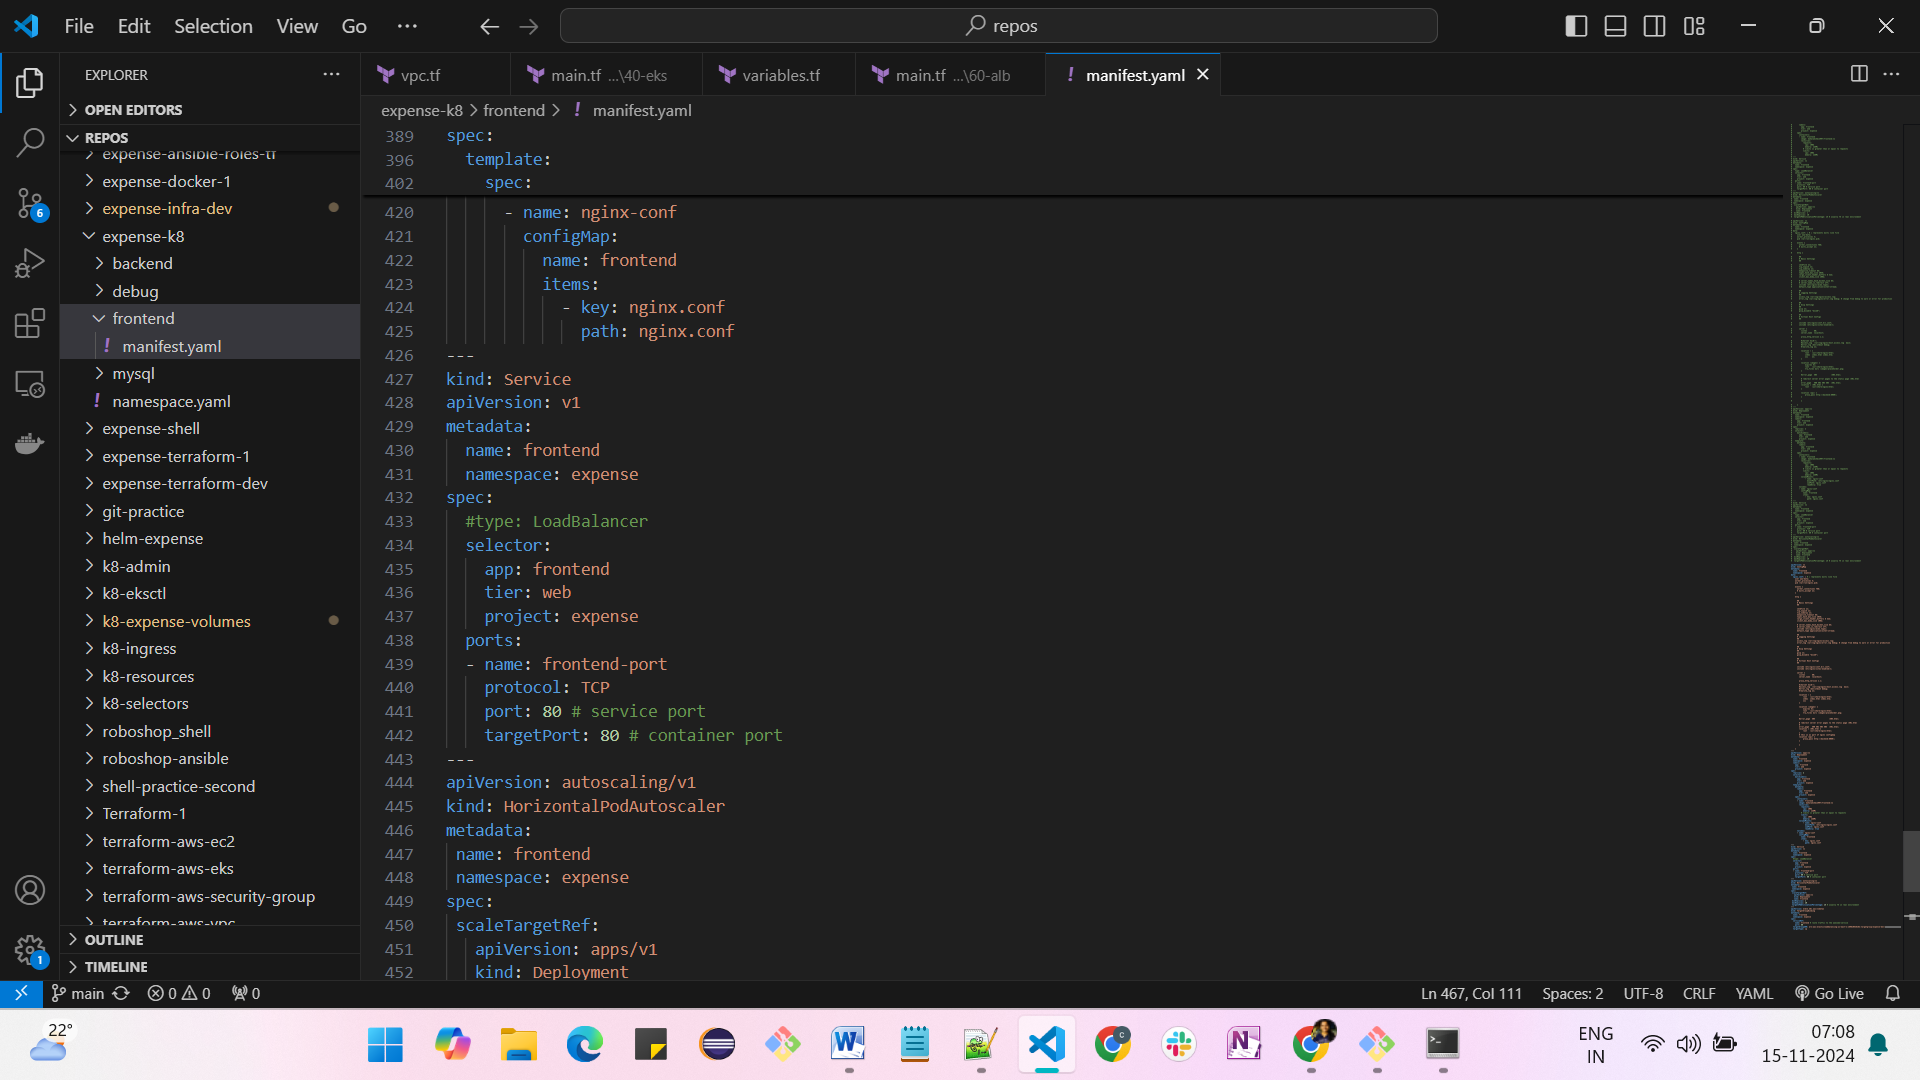 File Edit Selection View Go ···
repos
EXPLORER ···
OPEN EDITORS
REPOS
expense-ansible-roles-tf
expense-docker-1
expense-infra-dev
expense-k8
backend
debug
frontend
! manifest.yaml
mysql
! namespace.yaml
expense-shell
expense-terraform-1
expense-terraform-dev
git-practice
helm-expense
k8-admin
k8-eksctl
k8-expense-volumes
k8-ingress
k8-resources
k8-selectors
roboshop_shell
roboshop-ansible
shell-practice-second
Terraform-1
terraform-aws-ec2
terraform-aws-eks
terraform-aws-security-group
terraform-aws-vpc
OUTLINE
TIMELINE
6
1
vpc.tf main.tf ...\40-eks variables.tf main.tf ...\60-alb ! manifest.yaml
expense-k8 > frontend > ! manifest.yaml
389 spec:
396 template:
402 spec:
420 - name: nginx-conf
421 configMap:
422 name: frontend
423 items:
424 - key: nginx.conf
425 path: nginx.conf
426 ---
427 kind: Service
428 apiVersion: v1
429 metadata:
430 name: frontend
431 namespace: expense
432 spec:
433 #type: LoadBalancer
434 selector:
435 app: frontend
436 tier: web
437 project: expense
438 ports:
439 - name: frontend-port
440 protocol: TCP
441 port: 80 # service port
442 targetPort: 80 # container port
443 ---
444 apiVersion: autoscaling/v1
445 kind: HorizontalPodAutoscaler
446 metadata:
447 name: frontend
448 namespace: expense
449 spec:
450 scaleTargetRef:
451 apiVersion: apps/v1
452 kind: Deployment
main 0 0 0 Ln 467, Col 111 Spaces: 2 UTF-8 CRLF YAML Go Live
22°
ENG
IN
07:08
15-11-2024